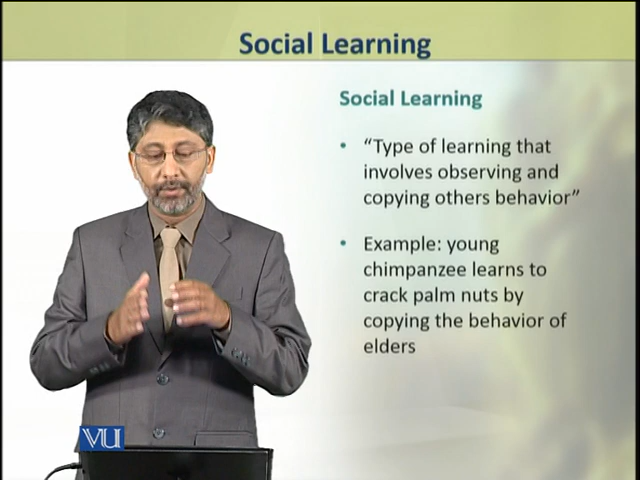 Social Learning
Social Learning
• “Type of learning that
involves observing and
copying others behavior”
• Example: young
chimpanzee learns to
crack palm nuts by
copying the behavior of
elders
VU